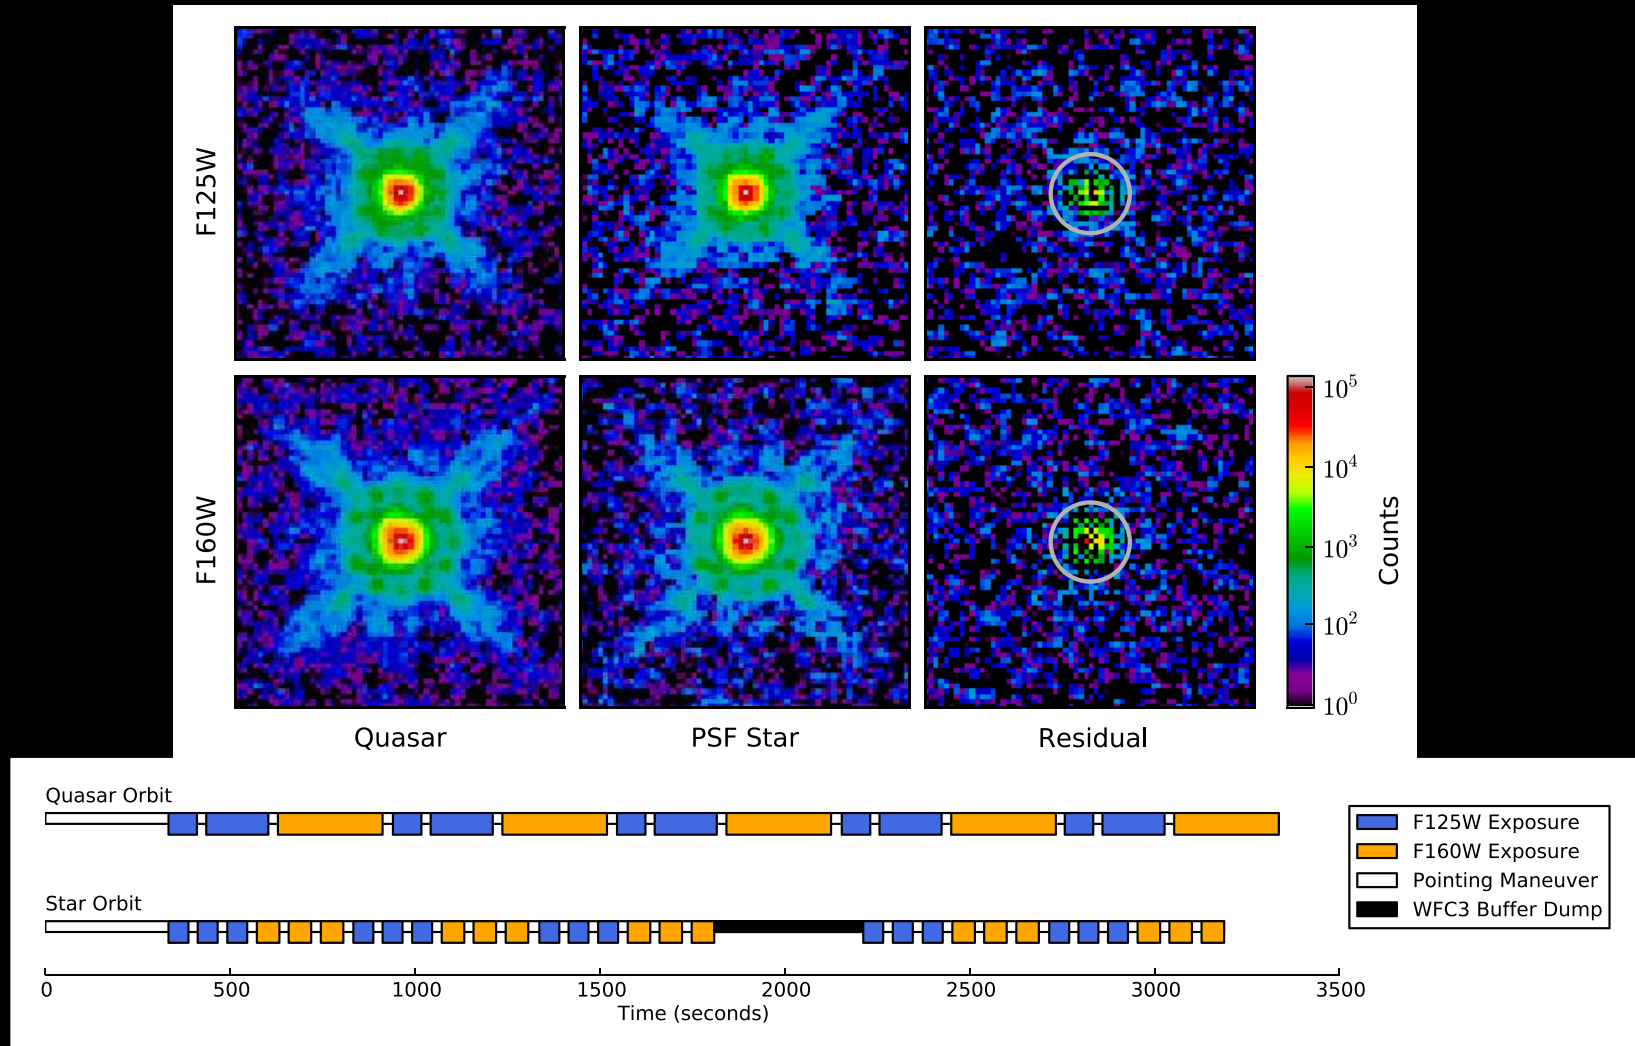 F125W
F160W
10^5
10^4
10^3
10^2
10^0
Counts
Quasar
PSF Star
Residual
Quasar Orbit
Star Orbit
F125W Exposure
F160W Exposure
Pointing Maneuver
WFC3 Buffer Dump
0 500 1000 1500 2000 2500 3000 3500
Time (seconds)